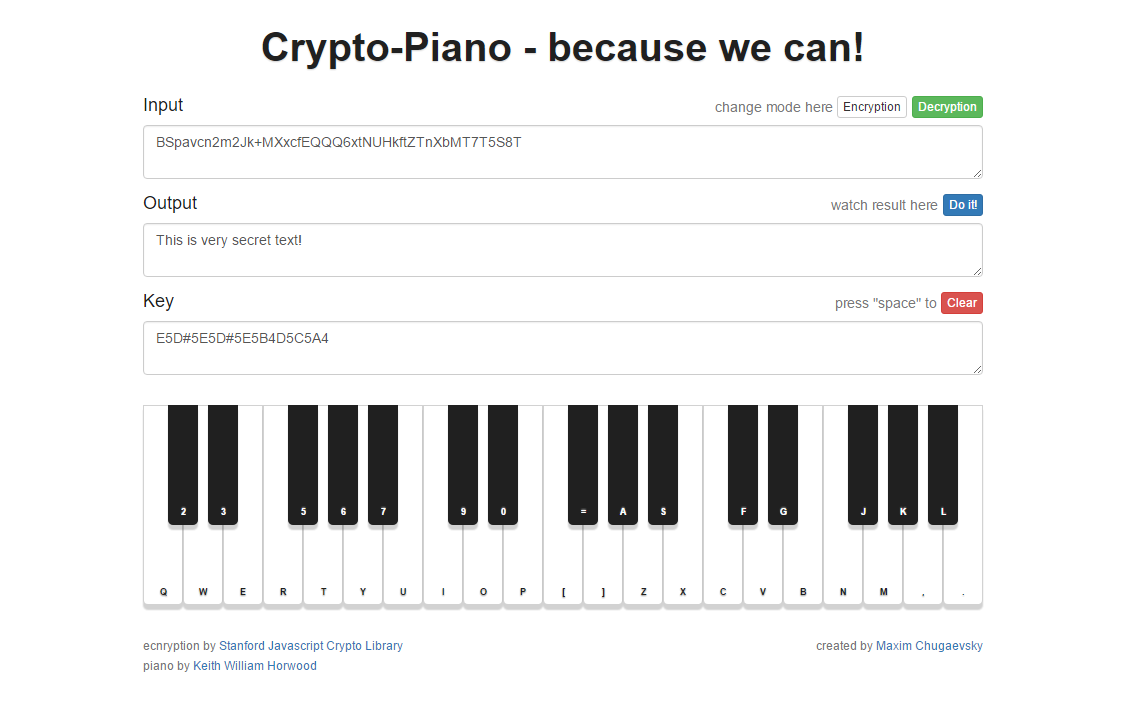 Crypto-Piano - because we can!
Input change mode here Encryption Decryption
BSpavcn2m2Jk+MXxcfEQQQ6xtNUHkftZTnXbMT7T5S8T
Output watch result here Do it!
This is very secret text!
Key press "space" to Clear
E5D#5E5D#5E5B4D5C5A4
2 3 5 6 7 9 0 = A S F G J K L
Q W E R T Y U I O P [ ] Z X C V B N M , .
ecnryption by Stanford Javascript Crypto Library created by Maxim Chugaevsky
piano by Keith William Horwood